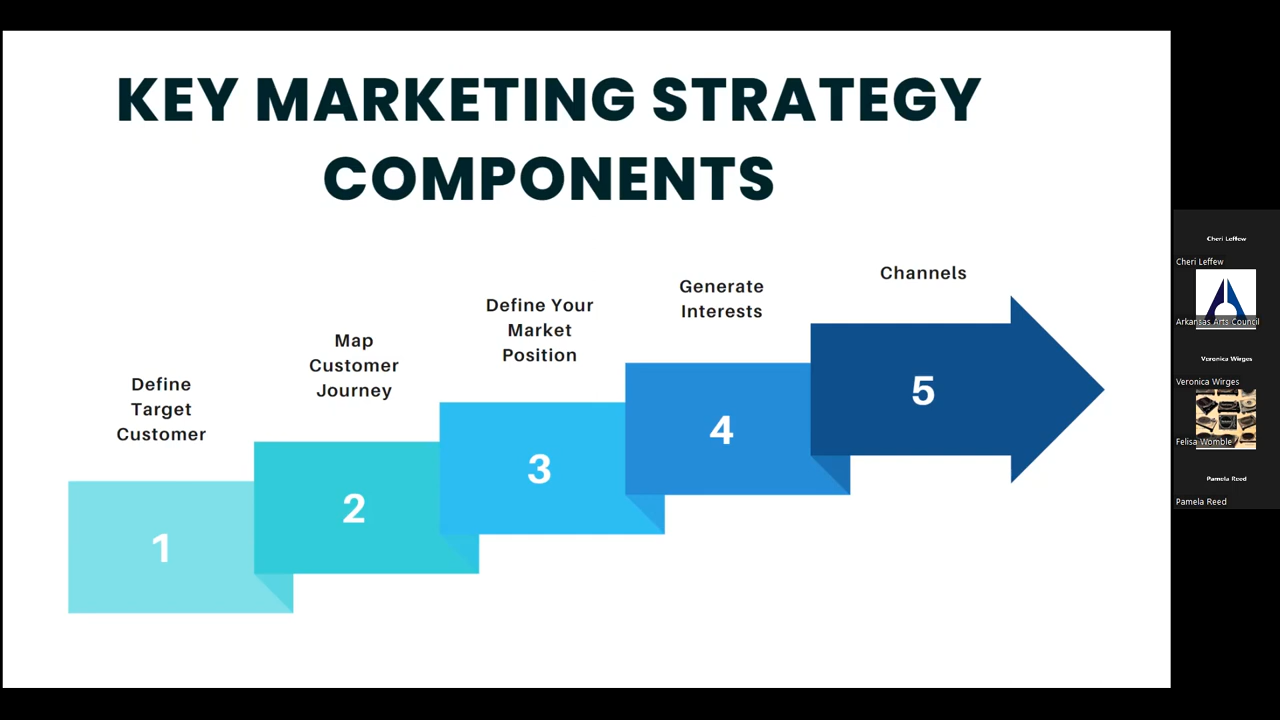 KEY MARKETING STRATEGY
COMPONENTS
Define
Target
Customer
1
Map
Customer
Journey
2
Define Your
Market
Position
3
Generate
Interests
4
Channels
5
Cheri Leffew
Cheri Leffew
Arkansas Arts Council
Veronica Wirges
Veronica Wirges
Felisa Womble
Pamela Reed
Pamela Reed